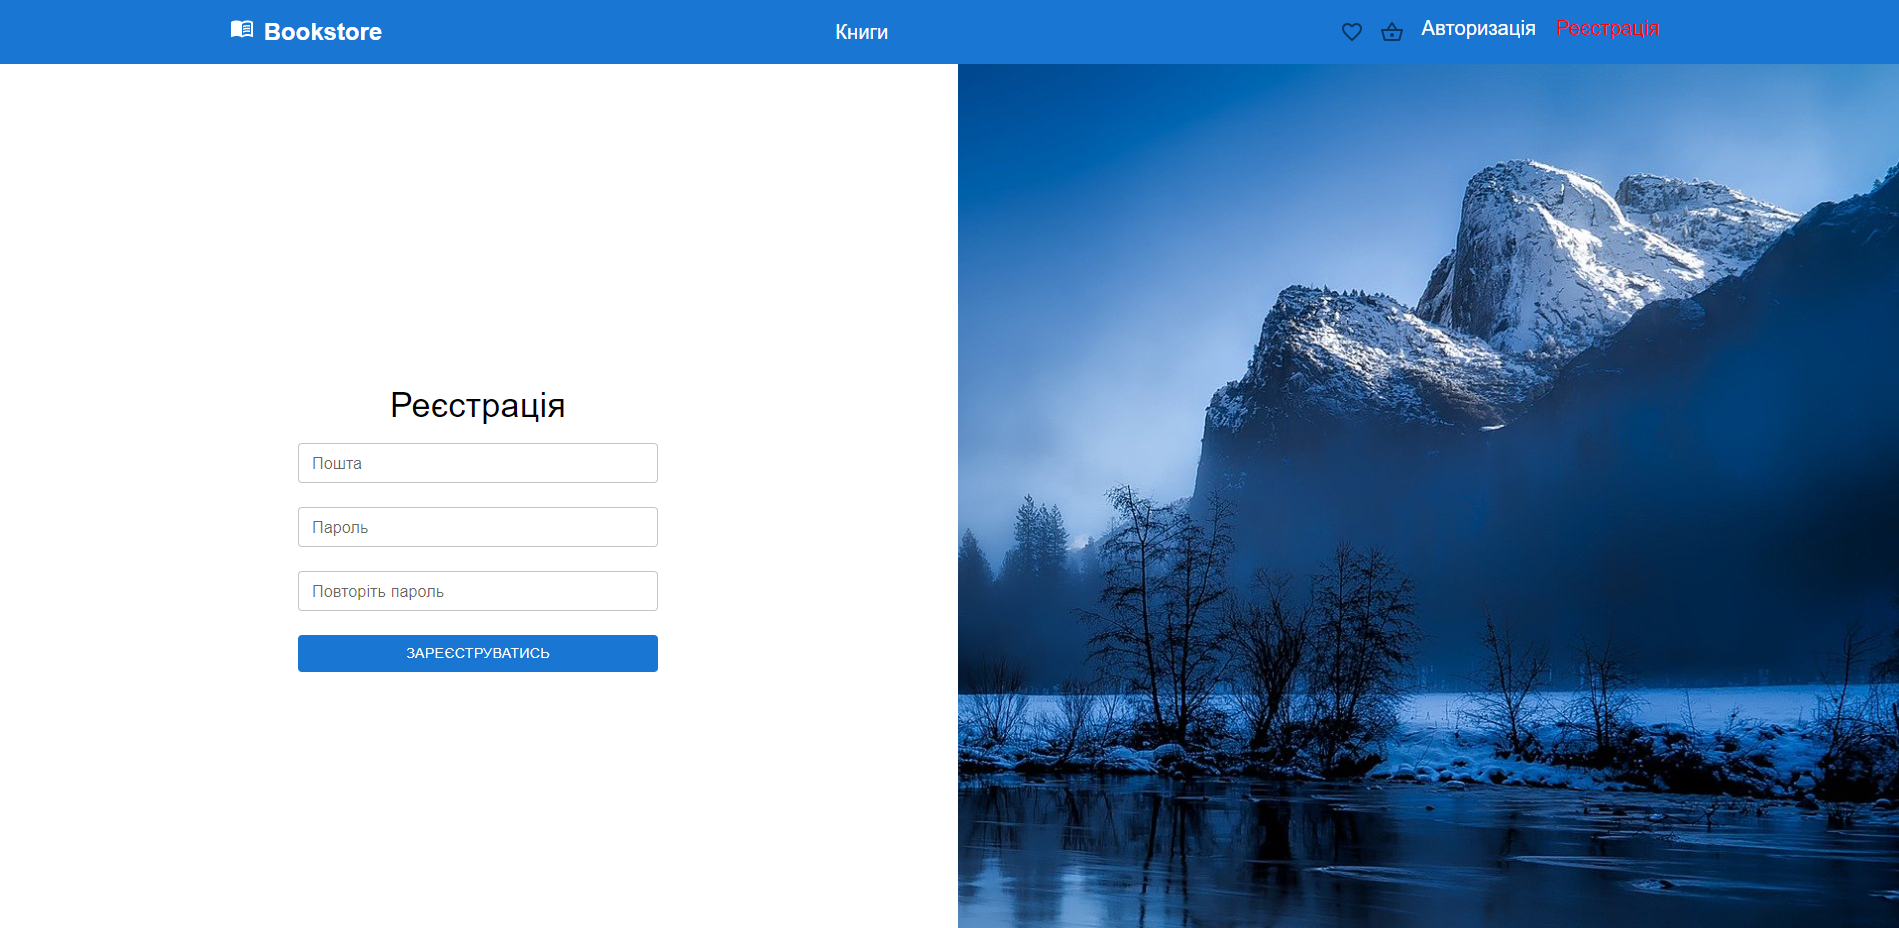 Bookstore
Книги
Авторизація
Реєстрація
Реєстрація
Пошта
Пароль
Повторіть пароль
ЗАРЕЄСТРУВАТИСЬ